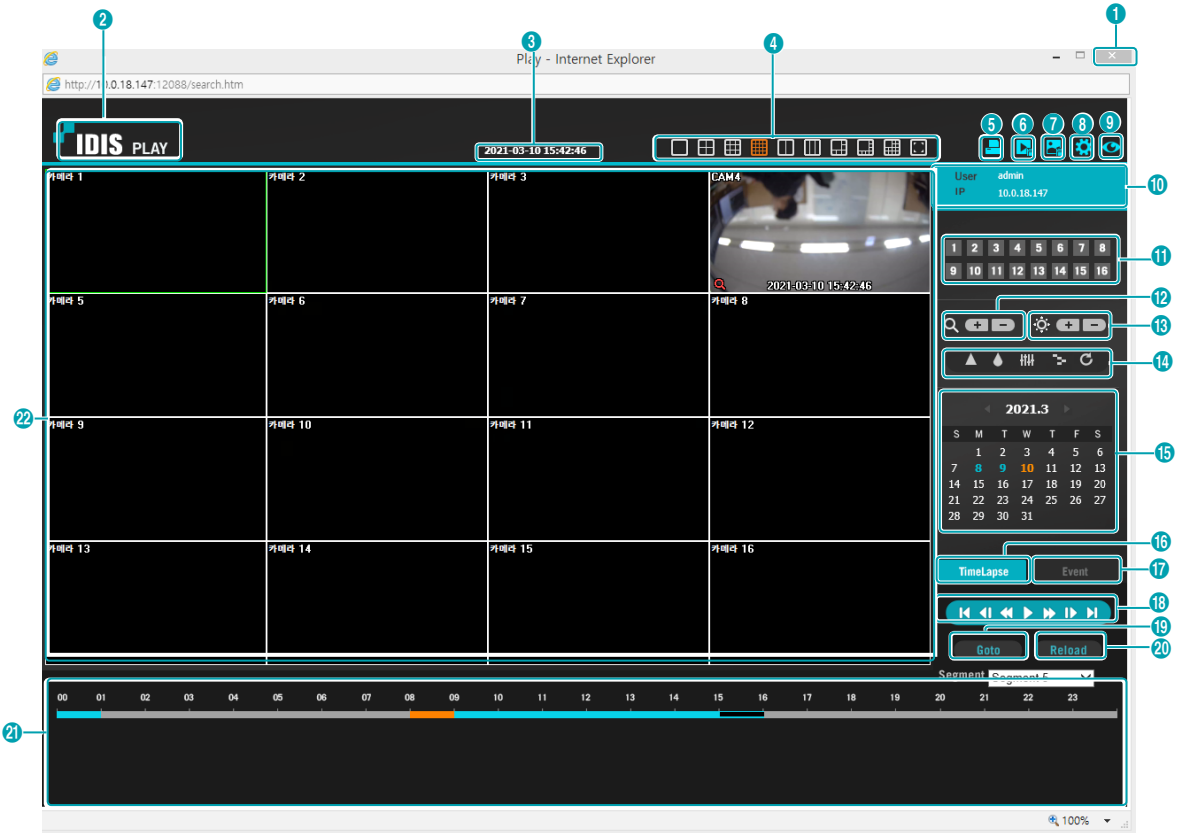 2
3
4
1
Play - Internet Explorer
http://10.0.18.147:12088/search.htm
IDIS PLAY
2021-03-10 15:42:46
5 6 7 8 9
User admin
IP 10.0.18.147
10
카메라 1
카메라 2
카메라 3
CAM4
2021-03-10 15:42:46
1 2 3 4 5 6 7 8
9 10 11 12 13 14 15 16
11
12
13
14
카메라 5
카메라 6
카메라 7
카메라 8
22
카메라 9
카메라 10
카메라 11
카메라 12
2021.3
S M T W T F S
1 2 3 4 5 6
7 8 9 10 11 12 13
14 15 16 17 18 19 20
21 22 23 24 25 26 27
28 29 30 31
15
카메라 13
카메라 14
카메라 15
카메라 16
16
TimeLapse
Event
17
18
19
Goto
Reload
20
Segment Segment 5
00 01 02 03 04 05 06 07 08 09 10 11 12 13 14 15 16 17 18 19 20 21 22 23
21
100%